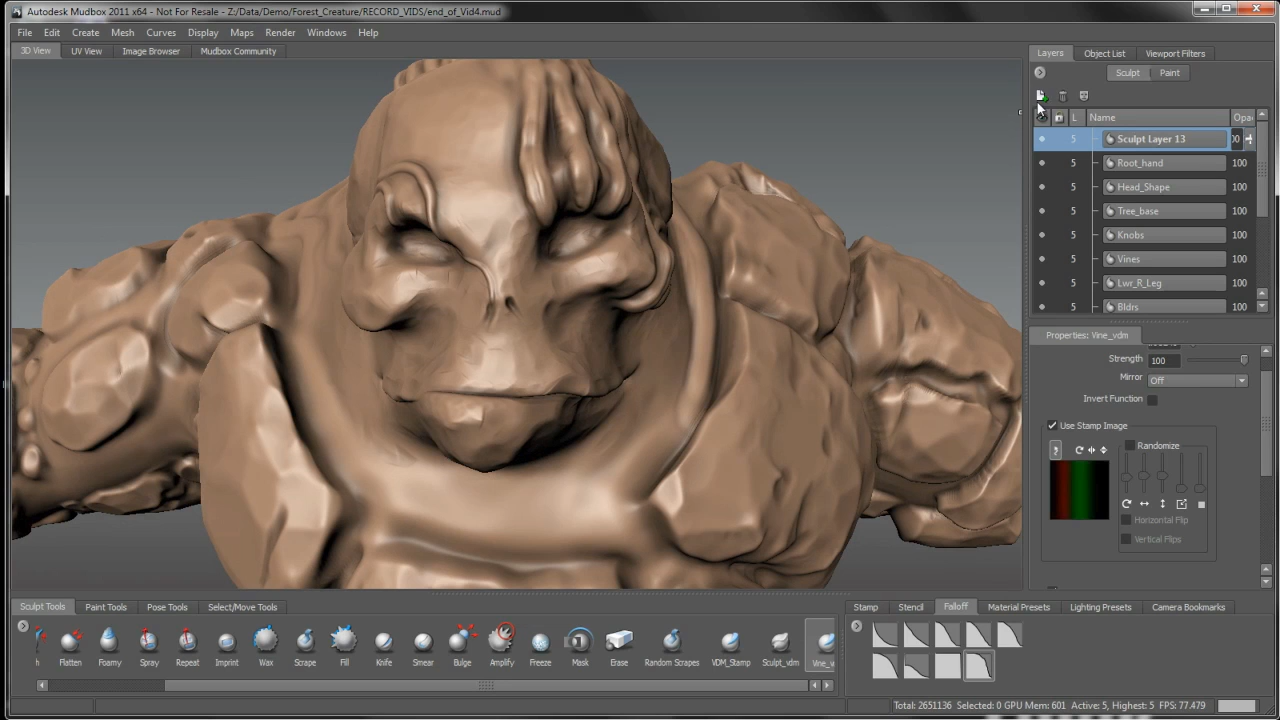 Autodesk Mudbox 2011 x64 - Not For Resale - Z:/Data/Demo/Forest_Creature/RECORD_VIDS/end_of_Vid4.mud
File Edit Create Mesh Curves Display Maps Render Windows Help
3D View UV View Image Browser Mudbox Community
Layers Object List Viewport Filters
Sculpt Paint
L Name Opa
5 Sculpt Layer 13 00
5 Root_hand 100
5 Head_Shape 100
5 Tree_base 100
5 Knobs 100
5 Vines 100
5 Lwr_R_Leg 100
5 Bldrs 100
Properties: Vine_vdm
Strength 100
Mirror Off
Invert Function
Use Stamp Image
Randomize
Horizontal Flip
Vertical Flips
Sculpt Tools Paint Tools Pose Tools Select/Move Tools
h Flatten Foamy Spray Repeat Imprint Wax Scrape Fill Knife Smear Bulge Amplify Freeze Mask Erase Random Scrapes VDM_Stamp Sculpt_vdm Vine_v
Stamp Stencil Falloff Material Presets Lighting Presets Camera Bookmarks
Total: 2651136 Selected: 0 GPU Mem: 601 Active: 5, Highest: 5 FPS: 77.479